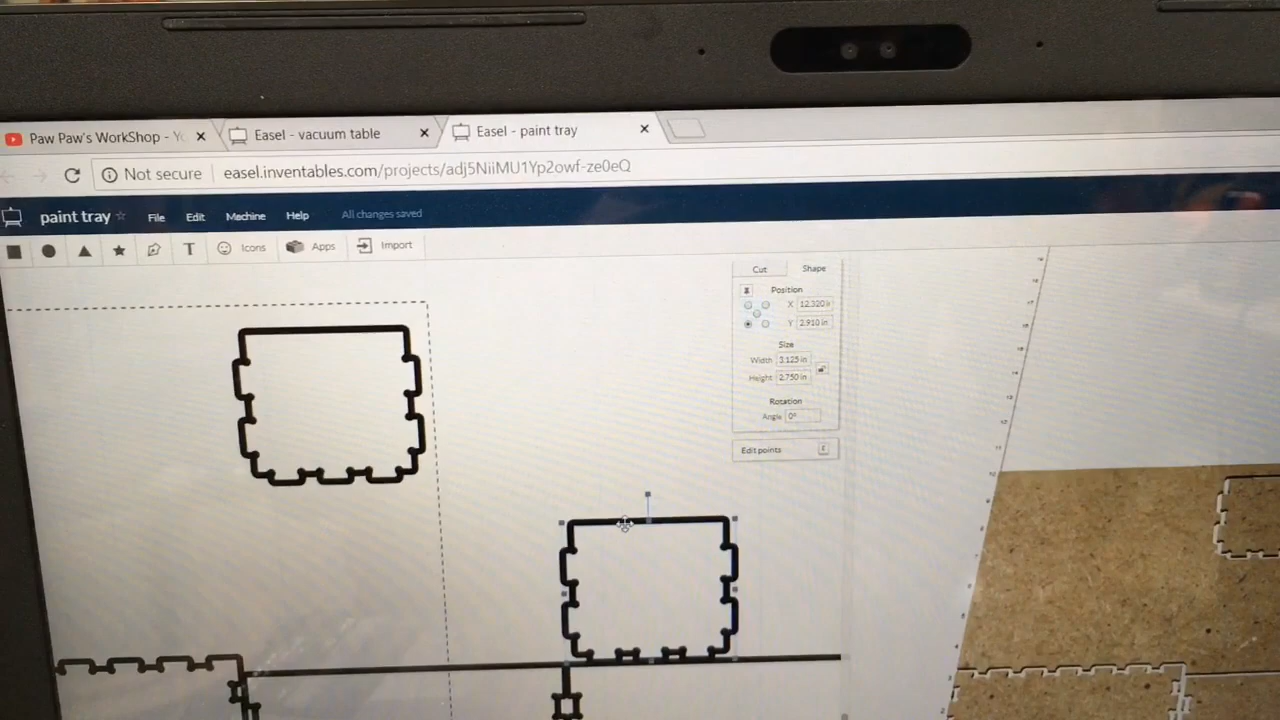 Paw Paw's WorkShop - Yo
Easel - vacuum table
Easel - paint tray
Not secure
easel.inventables.com/projects/adj5NiiMU1Yp2owf-ze0eQ
paint tray
File
Edit
Machine
Help
All changes saved
T
Icons
Apps
Import
Cut
Shape
Position
X 12.320 in
Y 2.910 in
Size
Width 3.125 in
Height 2.750 in
Rotation
Angle 0°
Edit points E